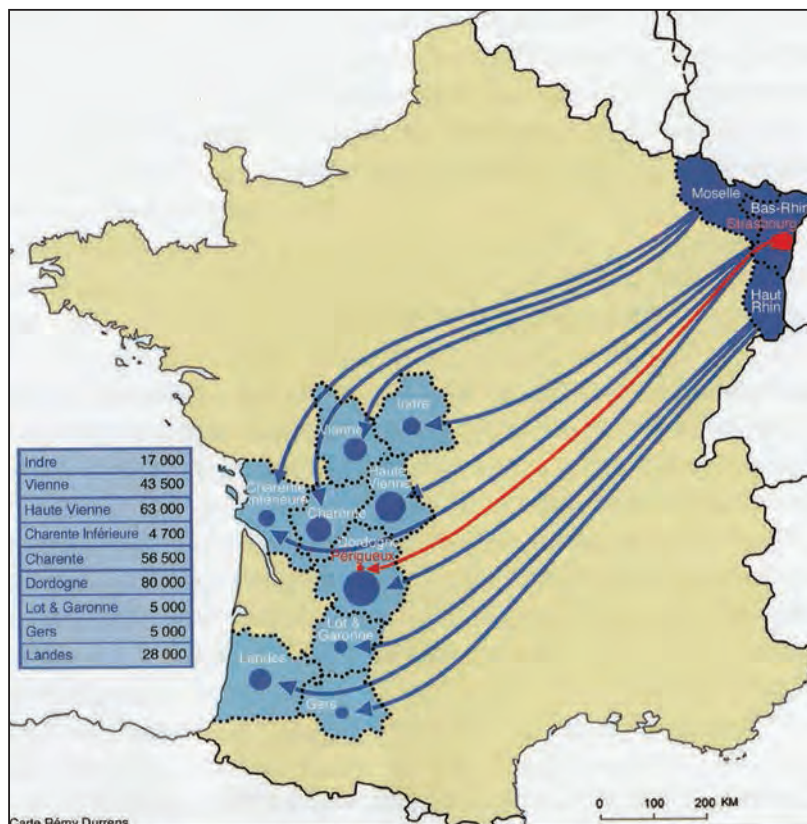 Moselle
Bas-Rhin
Strasbourg
Haut
Rhin
Indre
Vienne
Haute
Vienne
Charente
Inférieure
Charente
Dordogne
Périgueux
Lot &
Garonne
Landes
Gers
Indre 17 000
Vienne 43 500
Haute Vienne 63 000
Charente Inférieure 4 700
Charente 56 500
Dordogne 80 000
Lot & Garonne 5 000
Gers 5 000
Landes 28 000
0 100 200 KM
Carte Rémy Durrens